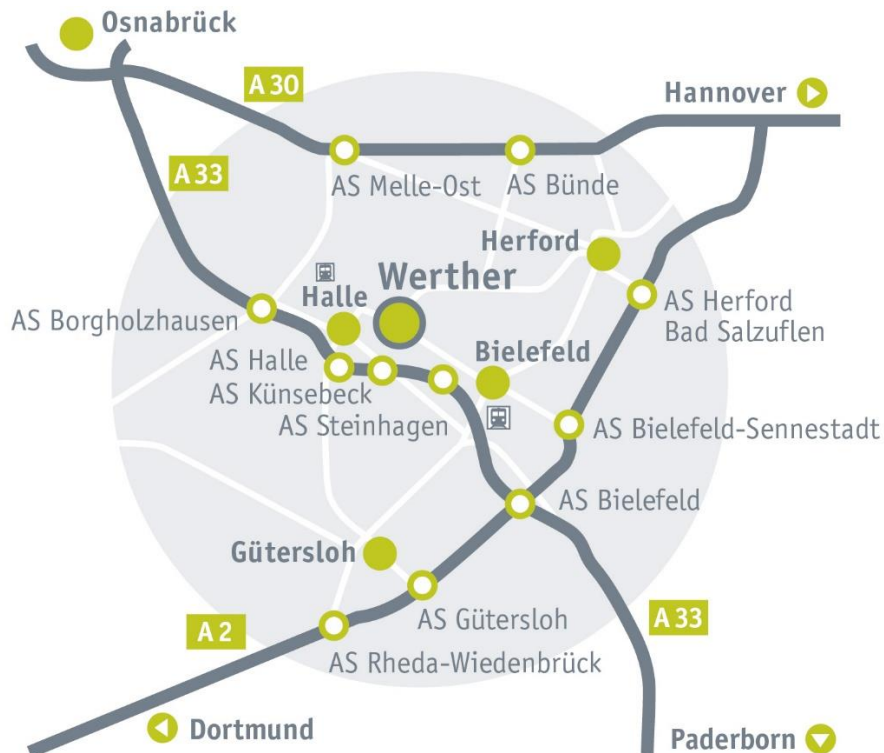 Osnabrück
A 30
Hannover
A 33
AS Melle-Ost
AS Bünde
Herford
Werther
Halle
AS Borgholzhausen
AS Herford
Bad Salzuflen
AS Halle
Bielefeld
AS Künsebeck
AS Steinhagen
AS Bielefeld-Sennestadt
AS Bielefeld
Gütersloh
AS Gütersloh
A 2
A 33
AS Rheda-Wiedenbrück
Dortmund
Paderborn